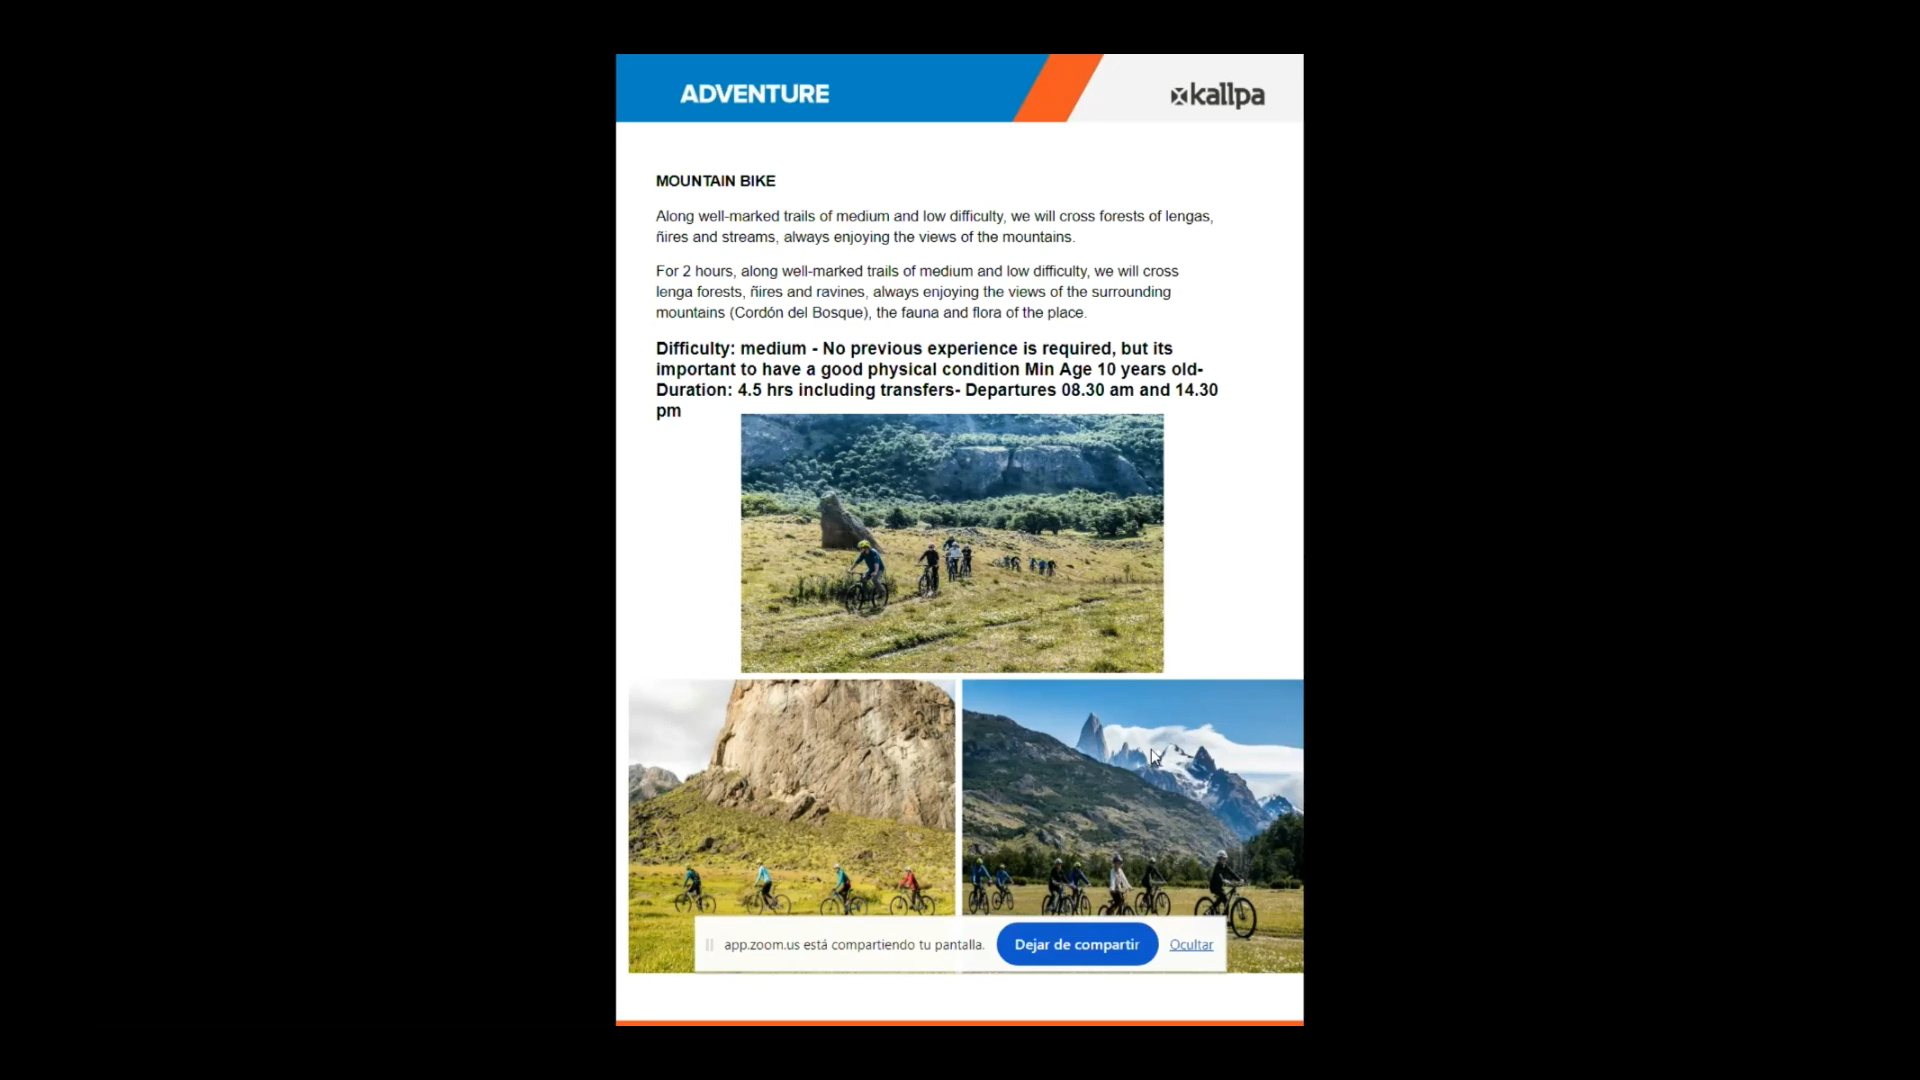 ADVENTURE
kallpa
MOUNTAIN BIKE
Along well-marked trails of medium and low difficulty, we will cross forests of lengas,
ñires and streams, always enjoying the views of the mountains.
For 2 hours, along well-marked trails of medium and low difficulty, we will cross
lenga forests, ñires and ravines, always enjoying the views of the surrounding
mountains (Cordón del Bosque), the fauna and flora of the place.
Difficulty: medium - No previous experience is required, but its
important to have a good physical condition Min Age 10 years old-
Duration: 4.5 hrs including transfers- Departures 08.30 am and 14.30
pm
app.zoom.us está compartiendo tu pantalla. Dejar de compartir Ocultar